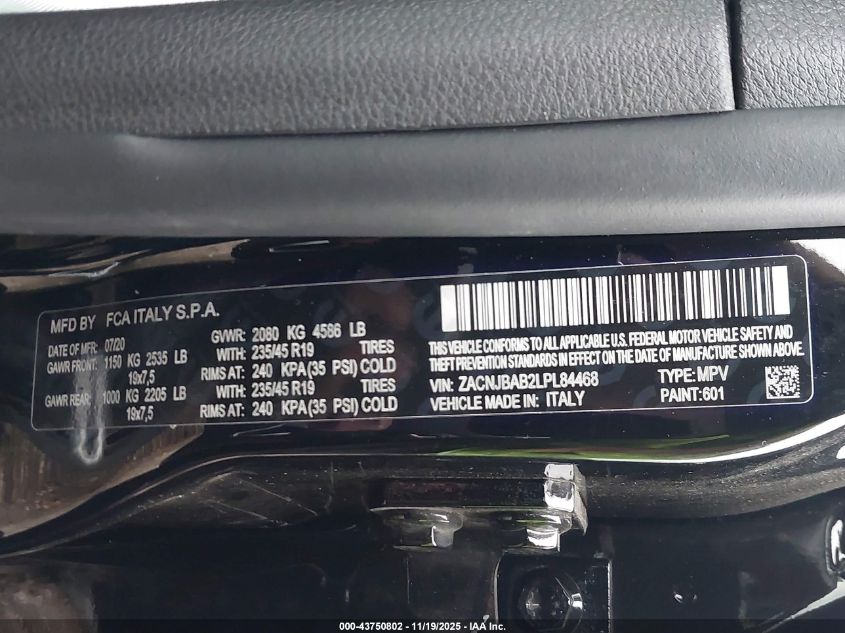 MFD BY FCA ITALY S.P.A.
DATE OF MFR: 07/20 GVWR: 2080 KG 4586 LB
GAWR FRONT: 1150 KG 2535 LB WITH: 235/45 R19 TIRES
19x7,5 RIMS AT: 240 KPA(35 PSI) COLD
GAWR REAR: 1000 KG 2205 LB WITH: 235/45 R19 TIRES
19x7,5 RIMS AT: 240 KPA(35 PSI) COLD
THIS VEHICLE CONFORMS TO ALL APPLICABLE U.S. FEDERAL MOTOR VEHICLE SAFETY AND
THEFT PREVENTION STANDARDS IN EFFECT ON THE DATE OF MANUFACTURE SHOWN ABOVE.
VIN: ZACNJBAB2LPL84468 TYPE: MPV
VEHICLE MADE IN: ITALY PAINT: 601
000-43750802 - 11/19/2025 - IAA Inc.